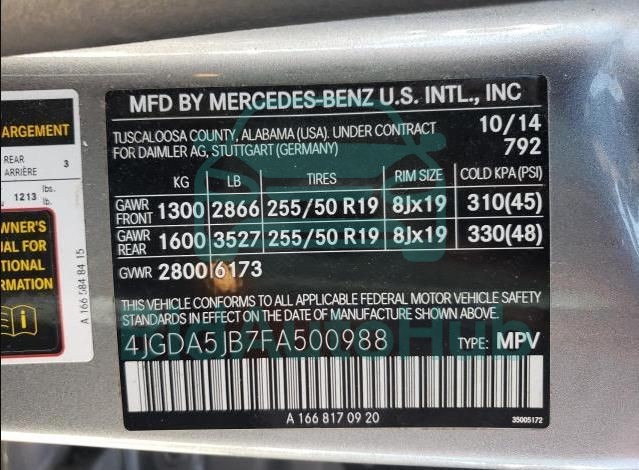 MFD BY MERCEDES-BENZ U.S. INTL., INC
TUSCALOOSA COUNTY, ALABAMA (USA). UNDER CONTRACT 10/14
FOR DAIMLER AG, STUTTGART (GERMANY) 792
KG LB TIRES RIM SIZE COLD KPA (PSI)
GAWR FRONT 1300 2866 255/50 R19 8Jx19 310(45)
GAWR REAR 1600 3527 255/50 R19 8Jx19 330(48)
GVWR 2800 6173
THIS VEHICLE CONFORMS TO ALL APPLICABLE FEDERAL MOTOR VEHICLE SAFETY
STANDARDS IN EFFECT ON THE DATE OF MANUFACTURE SHOWN ABOVE.
4JGDA5JB7FA500988 TYPE: MPV
A 166 817 09 20
35005172
ARGEMENT
REAR 3
ARRIÈRE
1213 lbs.
lb.
WNER'S
UAL FOR
TIONAL
RMATION
A 166 584 84 15
AutoHub